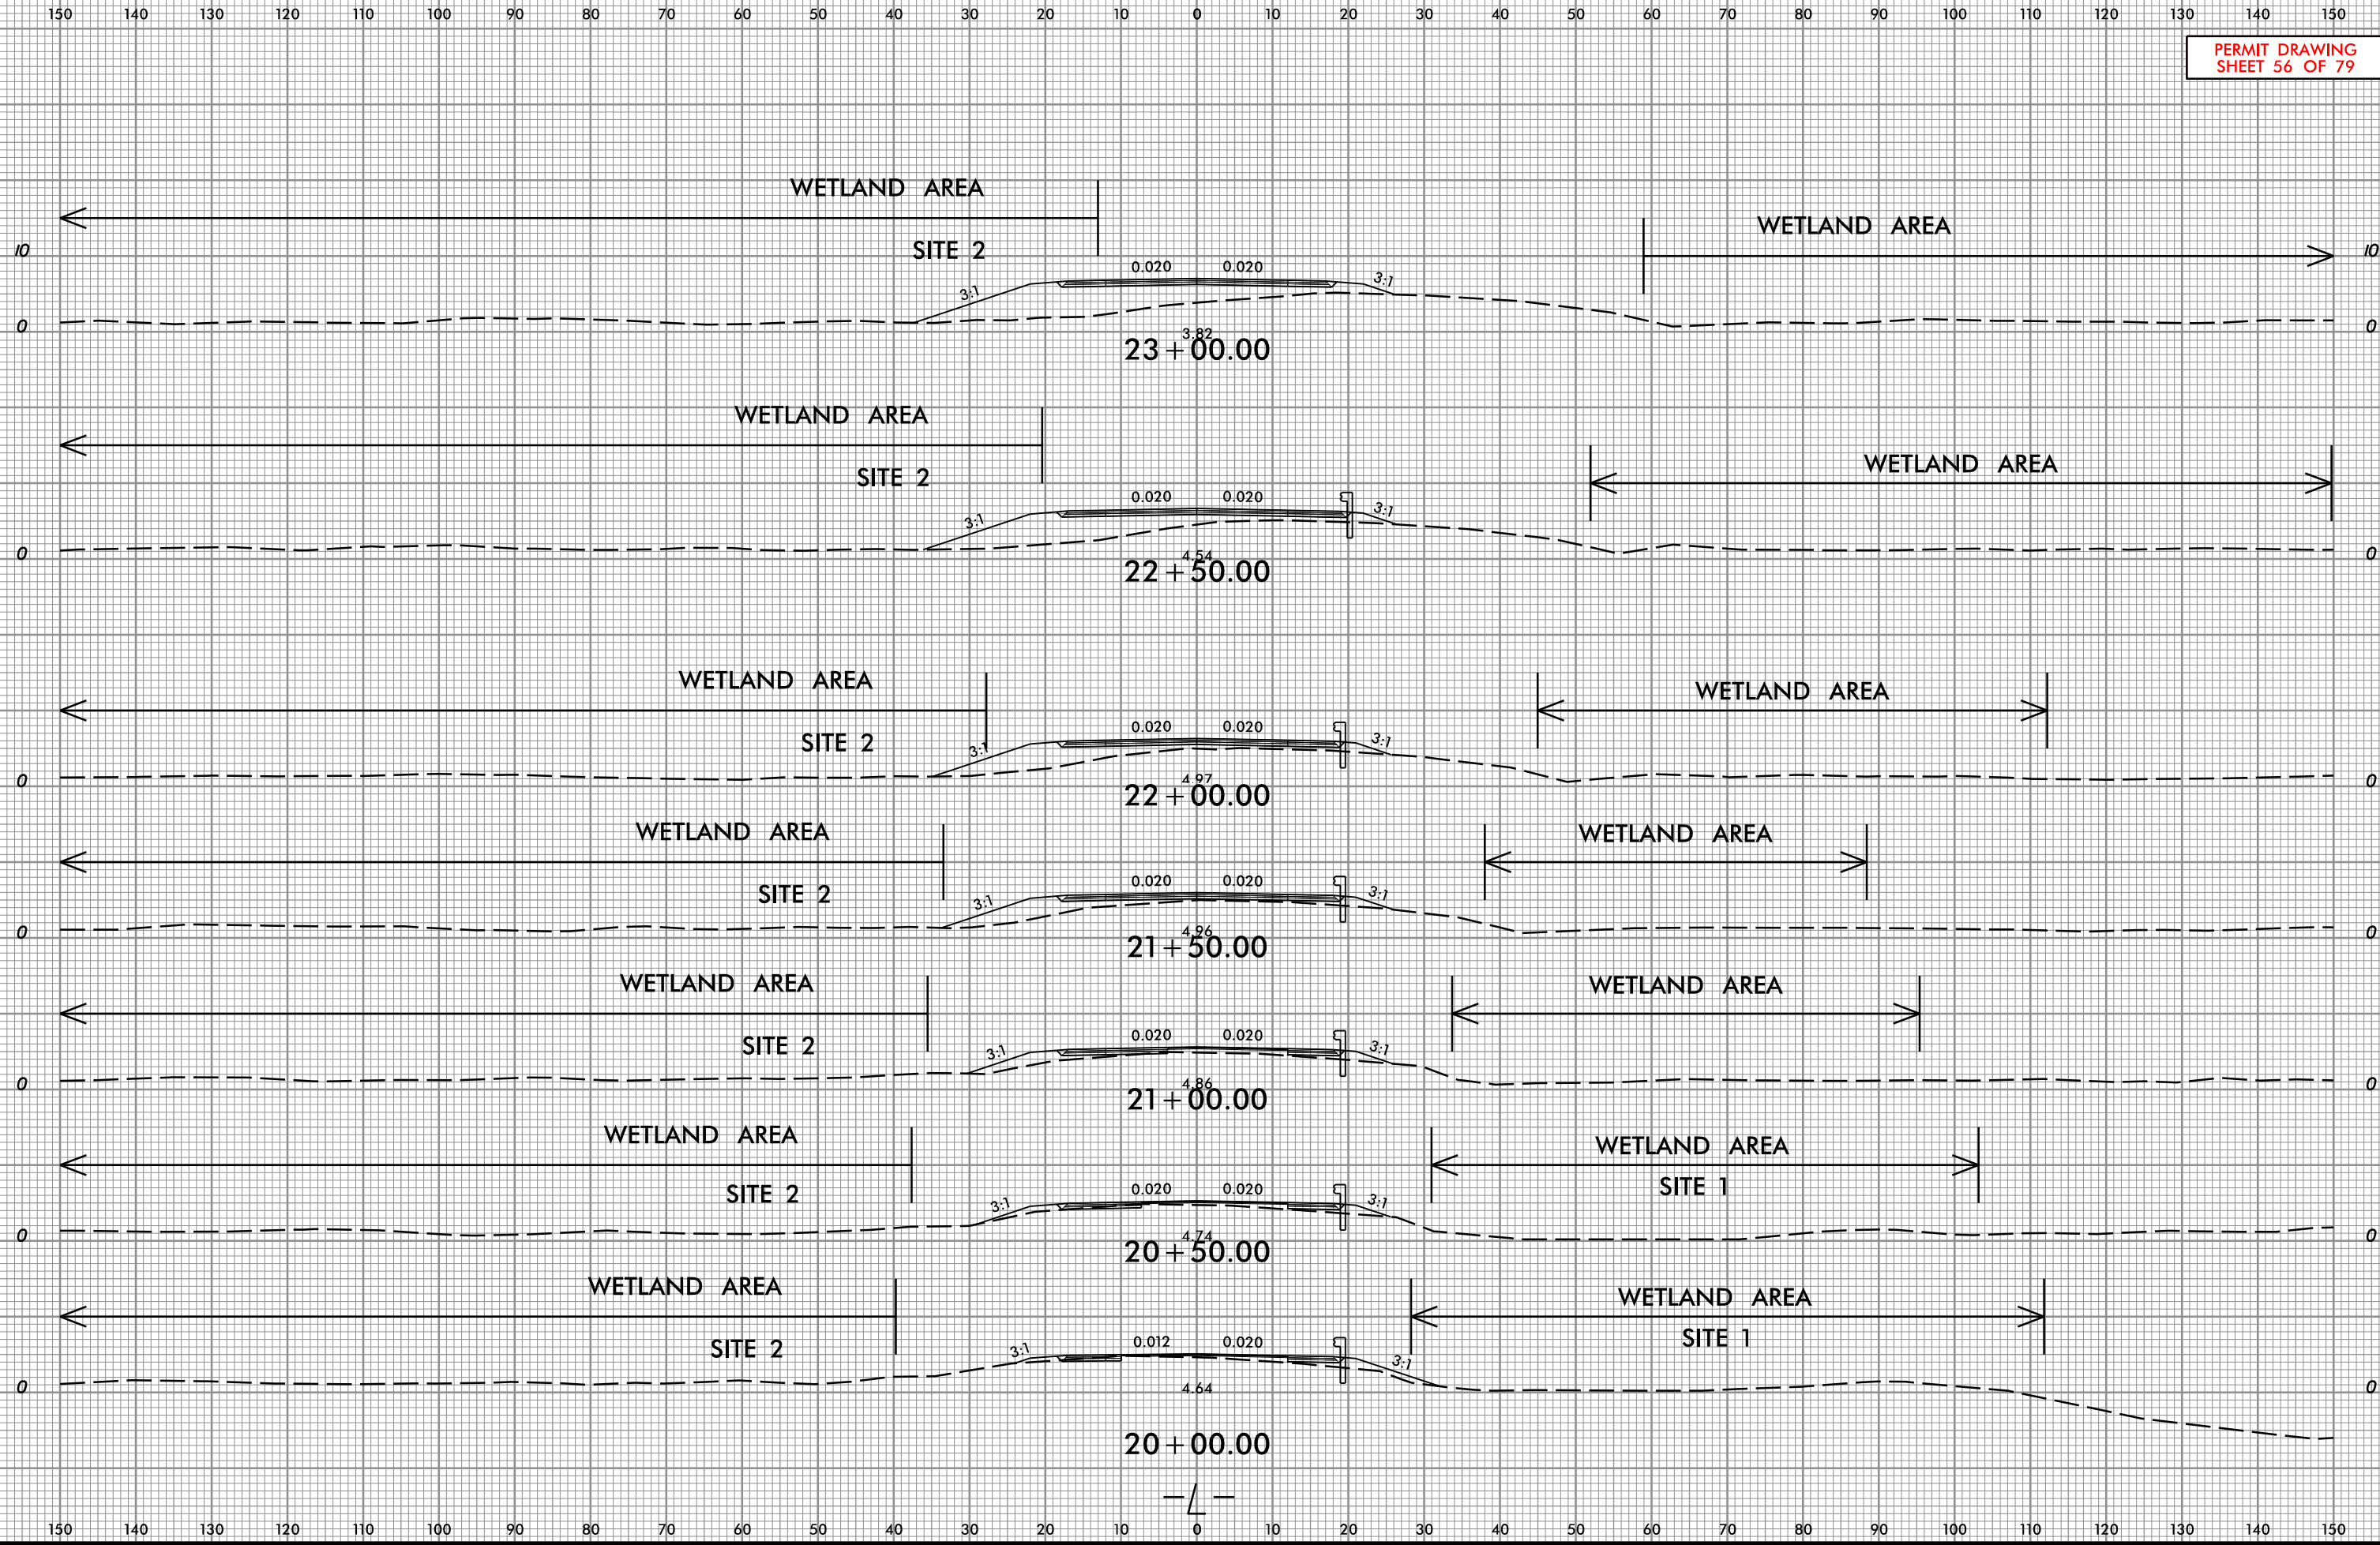 150 140 130 120 110 100 90 80 70 60 50 40 30 20 10 0 10 20 30 40 50 60 70 80 90 100 110 120 130 140 150
PERMIT DRAWING
SHEET 56 OF 79
WETLAND AREA
SITE 2
WETLAND AREA
10 10
0.020 0.020
3:1 3:1
0 0
3.82
23+00.00
WETLAND AREA
SITE 2
WETLAND AREA
0.020 0.020
3:1 3:1
0 0
4.54
22+50.00
WETLAND AREA
SITE 2
WETLAND AREA
0.020 0.020
3:1 3:1
0 0
4.97
22+00.00
WETLAND AREA
SITE 2
WETLAND AREA
0.020 0.020
3:1 3:1
0 0
4.96
21+50.00
WETLAND AREA
SITE 2
WETLAND AREA
0.020 0.020
3:1 3:1
0 0
4.86
21+00.00
WETLAND AREA
SITE 2
WETLAND AREA
SITE 1
0.020 0.020
3:1 3:1
0 0
4.74
20+50.00
WETLAND AREA
SITE 2
WETLAND AREA
SITE 1
0.012 0.020
3:1 3:1
0 0
4.64
20+00.00
-L-
150 140 130 120 110 100 90 80 70 60 50 40 30 20 10 0 10 20 30 40 50 60 70 80 90 100 110 120 130 140 150